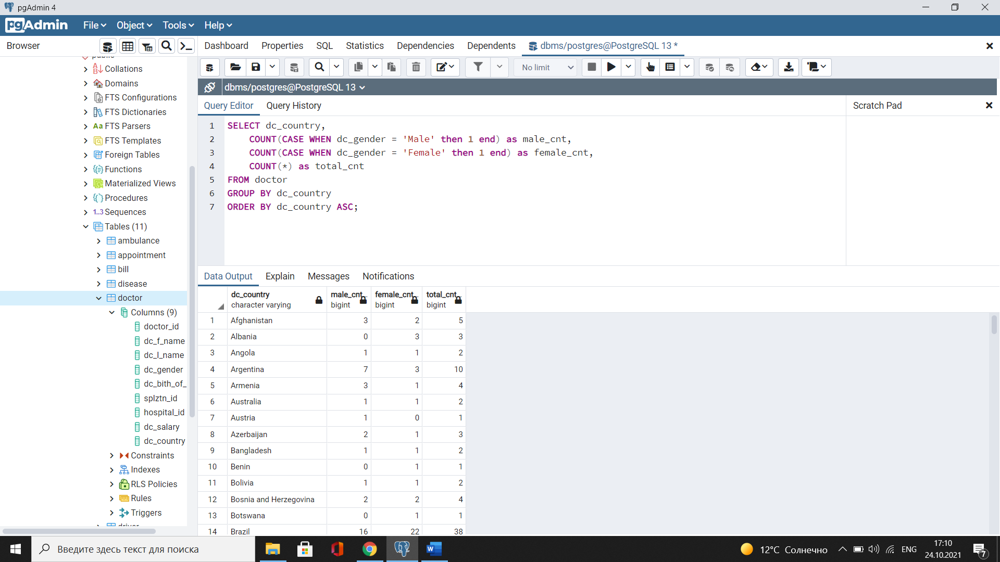 pgAdmin 4
pgAdmin File Object Tools Help
Browser
Dashboard Properties SQL Statistics Dependencies Dependents dbms/postgres@PostgreSQL 13 *
No limit
dbms/postgres@PostgreSQL 13
Query Editor Query History
Scratch Pad
Collations
Domains
FTS Configurations
FTS Dictionaries
FTS Parsers
FTS Templates
Foreign Tables
Functions
Materialized Views
Procedures
1..3 Sequences
Tables (11)
ambulance
appointment
bill
disease
doctor
Columns (9)
doctor_id
dc_f_name
dc_l_name
dc_gender
dc_bith_of_
splztn_id
hospital_id
dc_salary
dc_country
Constraints
Indexes
RLS Policies
Rules
Triggers
driver
1 SELECT dc_country,
2 COUNT(CASE WHEN dc_gender = 'Male' then 1 end) as male_cnt,
3 COUNT(CASE WHEN dc_gender = 'Female' then 1 end) as female_cnt,
4 COUNT(*) as total_cnt
5 FROM doctor
6 GROUP BY dc_country
7 ORDER BY dc_country ASC;
Data Output Explain Messages Notifications
dc_country male_cnt female_cnt total_cnt
character varying bigint bigint bigint
1 Afghanistan 3 2 5
2 Albania 0 3 3
3 Angola 1 1 2
4 Argentina 7 3 10
5 Armenia 3 1 4
6 Australia 1 1 2
7 Austria 1 0 1
8 Azerbaijan 2 1 3
9 Bangladesh 1 1 2
10 Benin 0 1 1
11 Bolivia 1 1 2
12 Bosnia and Herzegovina 2 2 4
13 Botswana 0 1 1
14 Brazil 16 22 38
Введите здесь текст для поиска
12°C Солнечно
ENG
17:10
24.10.2021
7